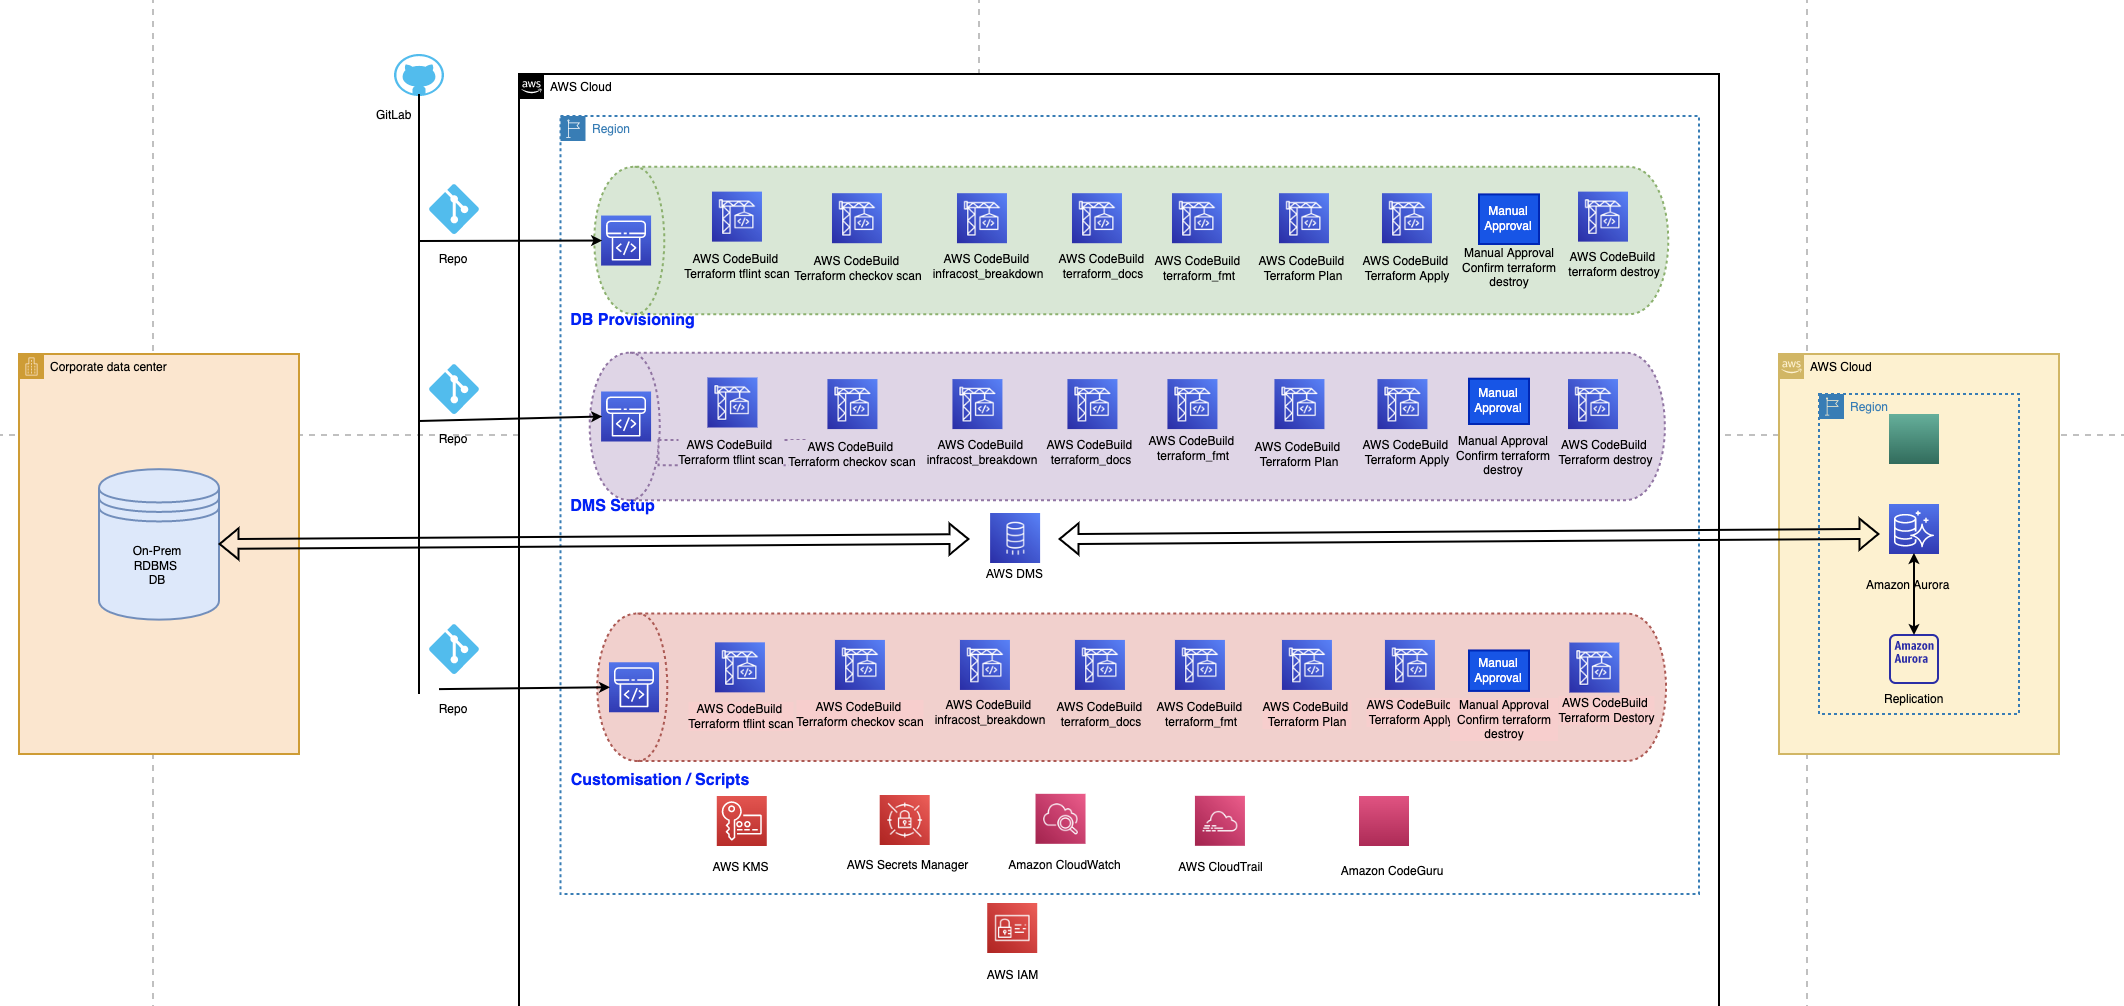 GitLab
aws
AWS Cloud
Region
Repo
AWS CodeBuild
Terraform tflint scan
AWS CodeBuild
Terraform checkov scan
AWS CodeBuild
infracost_breakdown
AWS CodeBuild
terraform_docs
AWS CodeBuild
terraform_fmt
AWS CodeBuild
Terraform Plan
AWS CodeBuild
Terraform Apply
Manual
Approval
Manual Approval
Confirm terraform
destroy
AWS CodeBuild
terraform destroy
DB Provisioning
Repo
AWS CodeBuild
Terraform tflint scan
AWS CodeBuild
Terraform checkov scan
AWS CodeBuild
infracost_breakdown
AWS CodeBuild
terraform_docs
AWS CodeBuild
terraform_fmt
AWS CodeBuild
Terraform Plan
AWS CodeBuild
Terraform Apply
Manual
Approval
Manual Approval
Confirm terraform
destroy
AWS CodeBuild
Terraform destroy
DMS Setup
Corporate data center
On-Prem
RDBMS
DB
AWS DMS
aws
AWS Cloud
Region
Amazon Aurora
Amazon
Aurora
Replication
Repo
AWS CodeBuild
Terraform tflint scan
AWS CodeBuild
Terraform checkov scan
AWS CodeBuild
infracost_breakdown
AWS CodeBuild
terraform_docs
AWS CodeBuild
terraform_fmt
AWS CodeBuild
Terraform Plan
AWS CodeBuild
Terraform Apply
Manual
Approval
Manual Approval
Confirm terraform
destroy
AWS CodeBuild
Terraform Destory
Customisation / Scripts
AWS KMS
AWS Secrets Manager
Amazon CloudWatch
AWS CloudTrail
Amazon CodeGuru
AWS IAM